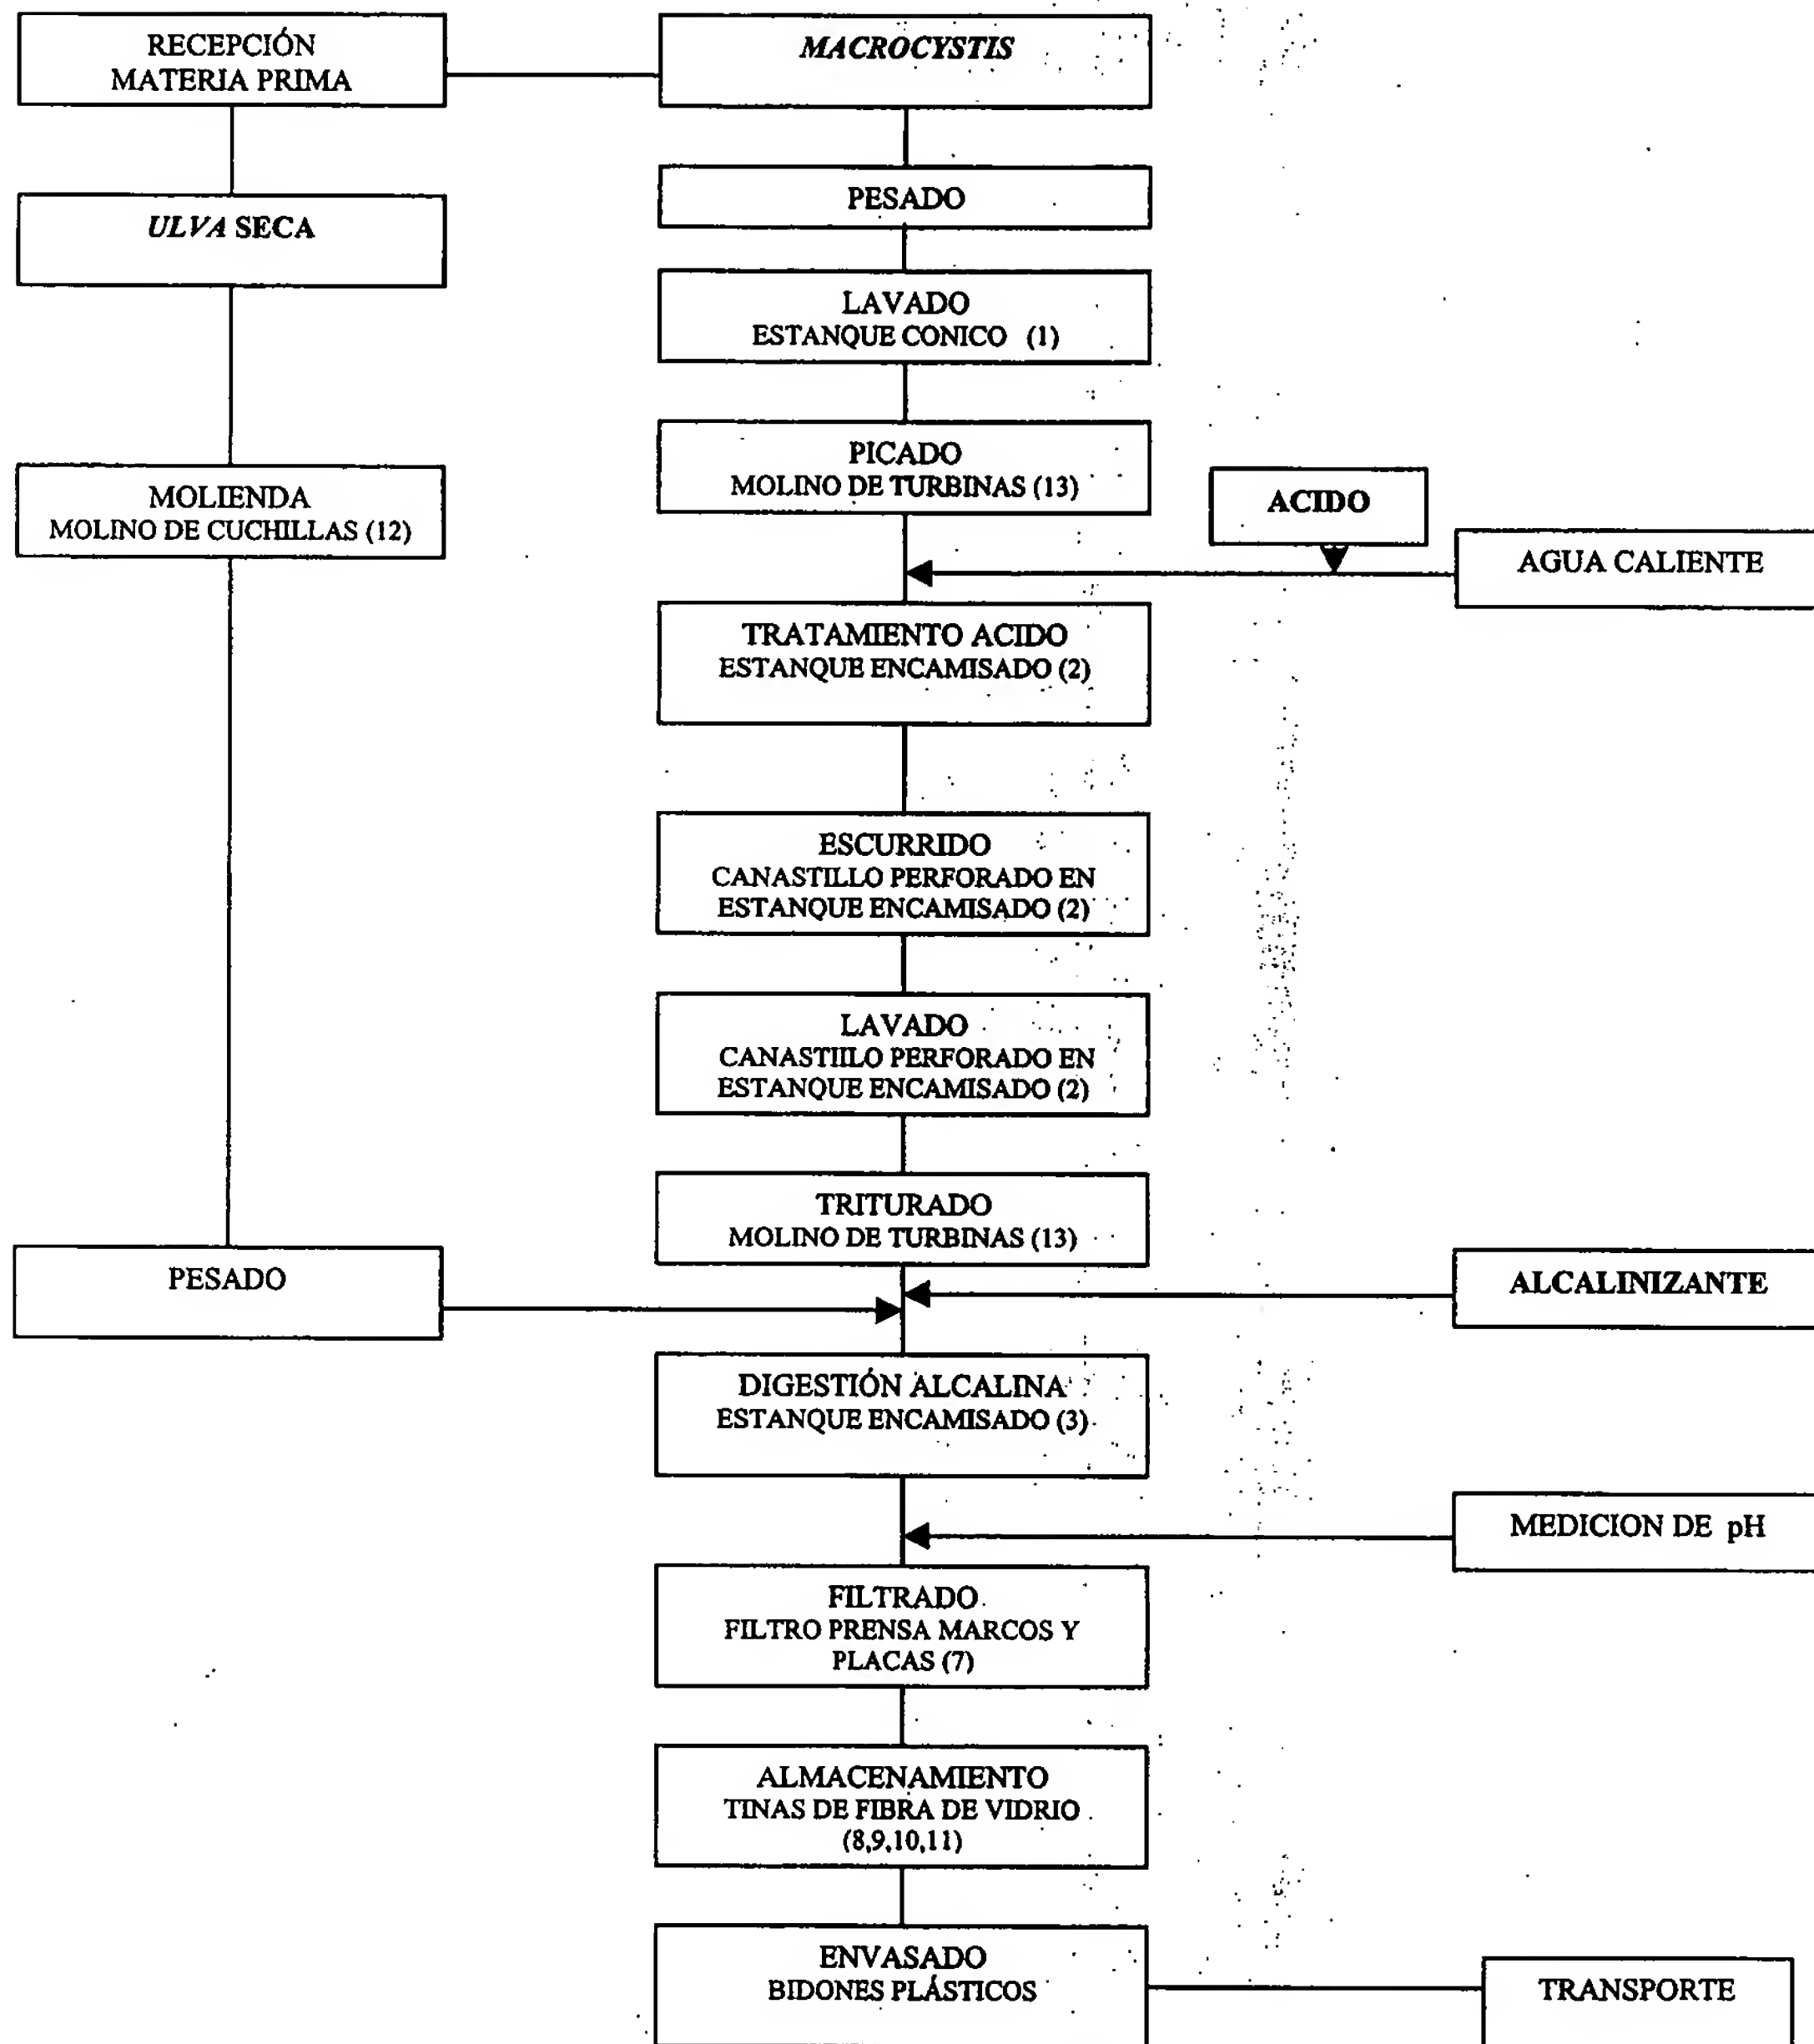 RECEPCIÓN
MATERIA PRIMA
MACROCYSTIS
PESADO
ULVA SECA
LAVADO
ESTANQUE CONICO (1)
PICADO
MOLINO DE TURBINAS (13)
MOLIENDA
MOLINO DE CUCHILLAS (12)
ACIDO
AGUA CALIENTE
TRATAMIENTO ACIDO
ESTANQUE ENCAMISADO (2)
ESCURRIDO
CANASTILLO PERFORADO EN
ESTANQUE ENCAMISADO (2)
LAVADO
CANASTIILO PERFORADO EN
ESTANQUE ENCAMISADO (2)
TRITURADO
MOLINO DE TURBINAS (13)
PESADO
ALCALINIZANTE
DIGESTIÓN ALCALINA
ESTANQUE ENCAMISADO (3)
MEDICION DE pH
FILTRADO
FILTRO PRENSA MARCOS Y
PLACAS (7)
ALMACENAMIENTO
TINAS DE FIBRA DE VIDRIO
(8,9,10,11)
ENVASADO
BIDONES PLÁSTICOS
TRANSPORTE